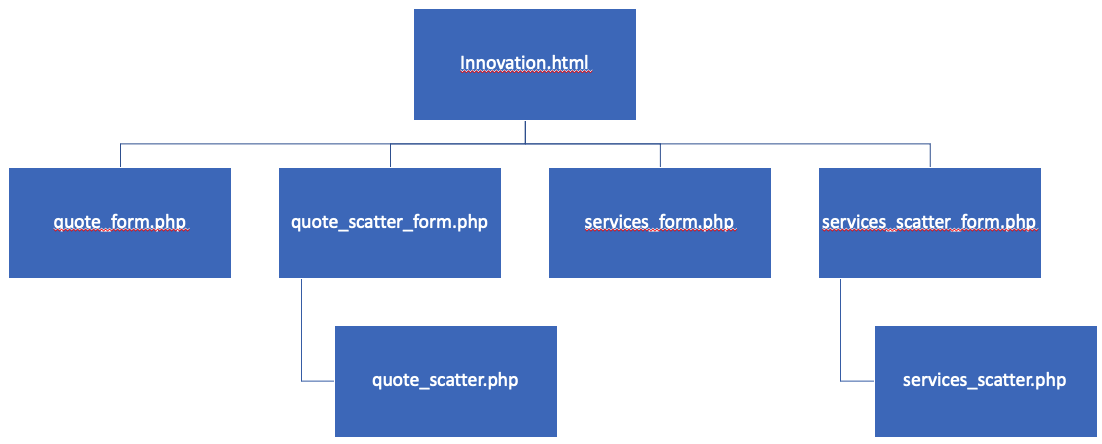 Innovation.html
quote_form.php
quote_scatter_form.php
services_form.php
services_scatter_form.php
quote_scatter.php
services_scatter.php